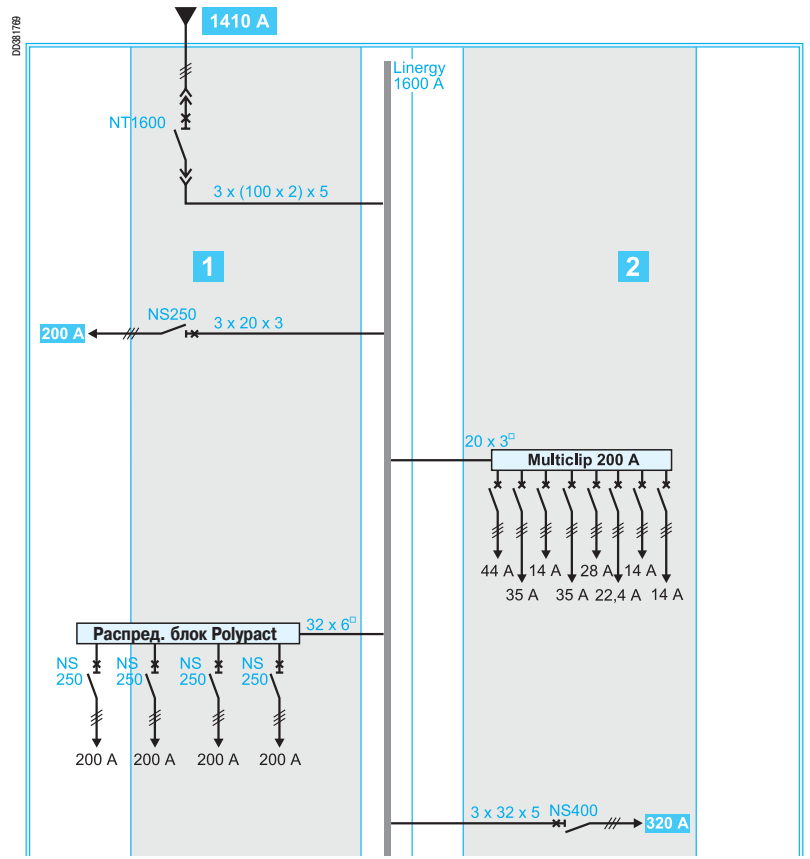 D0381769
1410 A
Linergy
1600 A
NT1600
3 x (100 x 2) x 5
1
2
NS250
200 A
3 x 20 x 3
20 x 3□
Multiclip 200 A
44 A
14 A
28 A
14 A
35 A
35 A
22,4 A
14 A
32 x 6□
Распред. блок Polypact
NS
250
NS
250
NS
250
NS
250
200 A
200 A
200 A
200 A
3 x 32 x 5
NS400
320 A